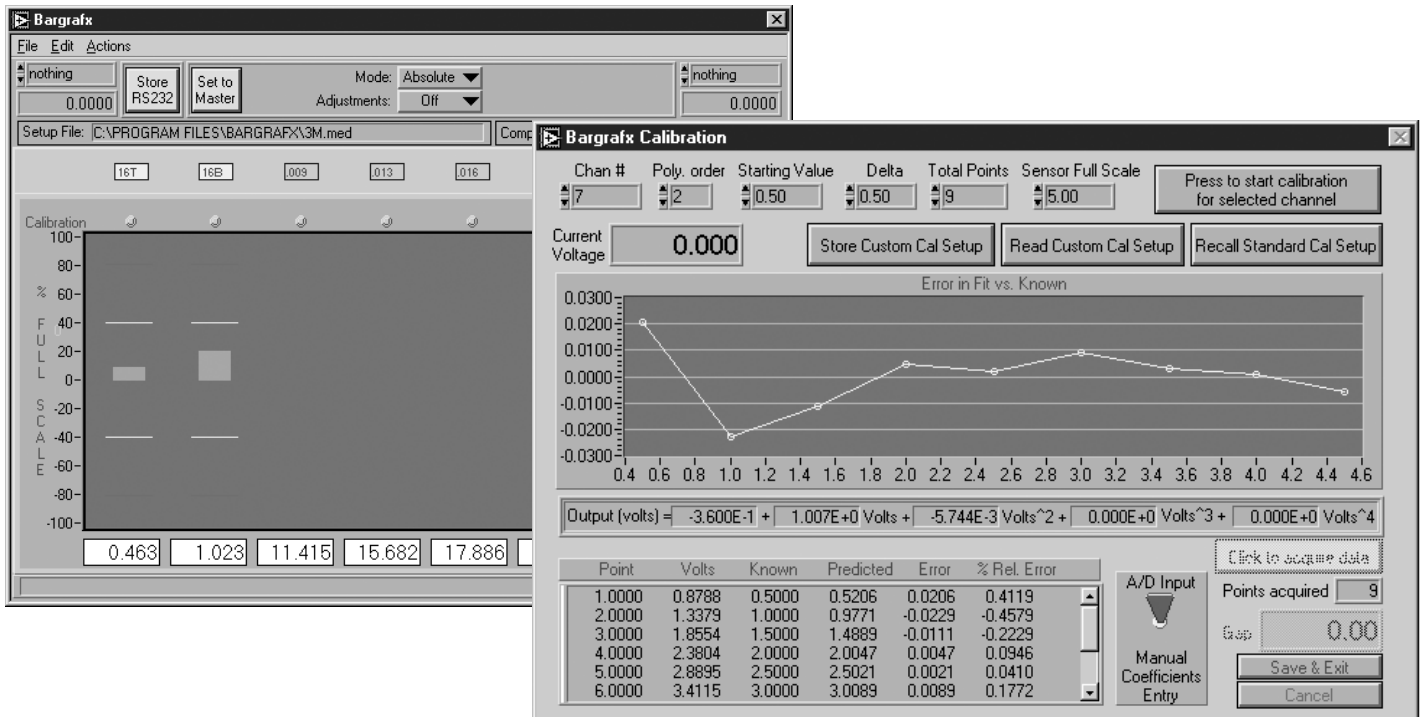 Bargrafx
File Edit Actions
nothing
0.0000
Store RS232
Set to Master
Mode: Absolute
Adjustments: Off
nothing
0.0000
Setup File: C:\PROGRAM FILES\BARGRAFX\3M.med
Comp
16T 16B .009 .013 .016
Calibration
100
80
60
40
20
0
-20
-40
-60
-80
-100
% FULL SCALE
0.463 1.023 11.415 15.682 17.886
Bargrafx Calibration
Chan # Poly. order Starting Value Delta Total Points Sensor Full Scale
7 2 0.50 0.50 9 5.00
Press to start calibration
for selected channel
Current
Voltage
0.000
Store Custom Cal Setup Read Custom Cal Setup Recall Standard Cal Setup
Error in Fit vs. Known
0.0300
0.0200
0.0100
0.0000
-0.0100
-0.0200
-0.0300
0.4 0.6 0.8 1.0 1.2 1.4 1.6 1.8 2.0 2.2 2.4 2.6 2.8 3.0 3.2 3.4 3.6 3.8 4.0 4.2 4.4 4.6
Output (volts) = -3.600E-1 + 1.007E+0 Volts + -5.744E-3 Volts^2 + 0.000E+0 Volts^3 + 0.000E+0 Volts^4
Point Volts Known Predicted Error % Rel. Error
1.0000 0.8788 0.5000 0.5206 0.0206 0.4119
2.0000 1.3379 1.0000 0.9771 -0.0229 -0.4579
3.0000 1.8554 1.5000 1.4889 -0.0111 -0.2229
4.0000 2.3804 2.0000 2.0047 0.0047 0.0946
5.0000 2.8895 2.5000 2.5021 0.0021 0.0410
6.0000 3.4115 3.0000 3.0089 0.0089 0.1772
A/D Input
Manual
Coefficients
Entry
Click to acquire data
Points acquired 9
Gap 0.00
Save & Exit
Cancel